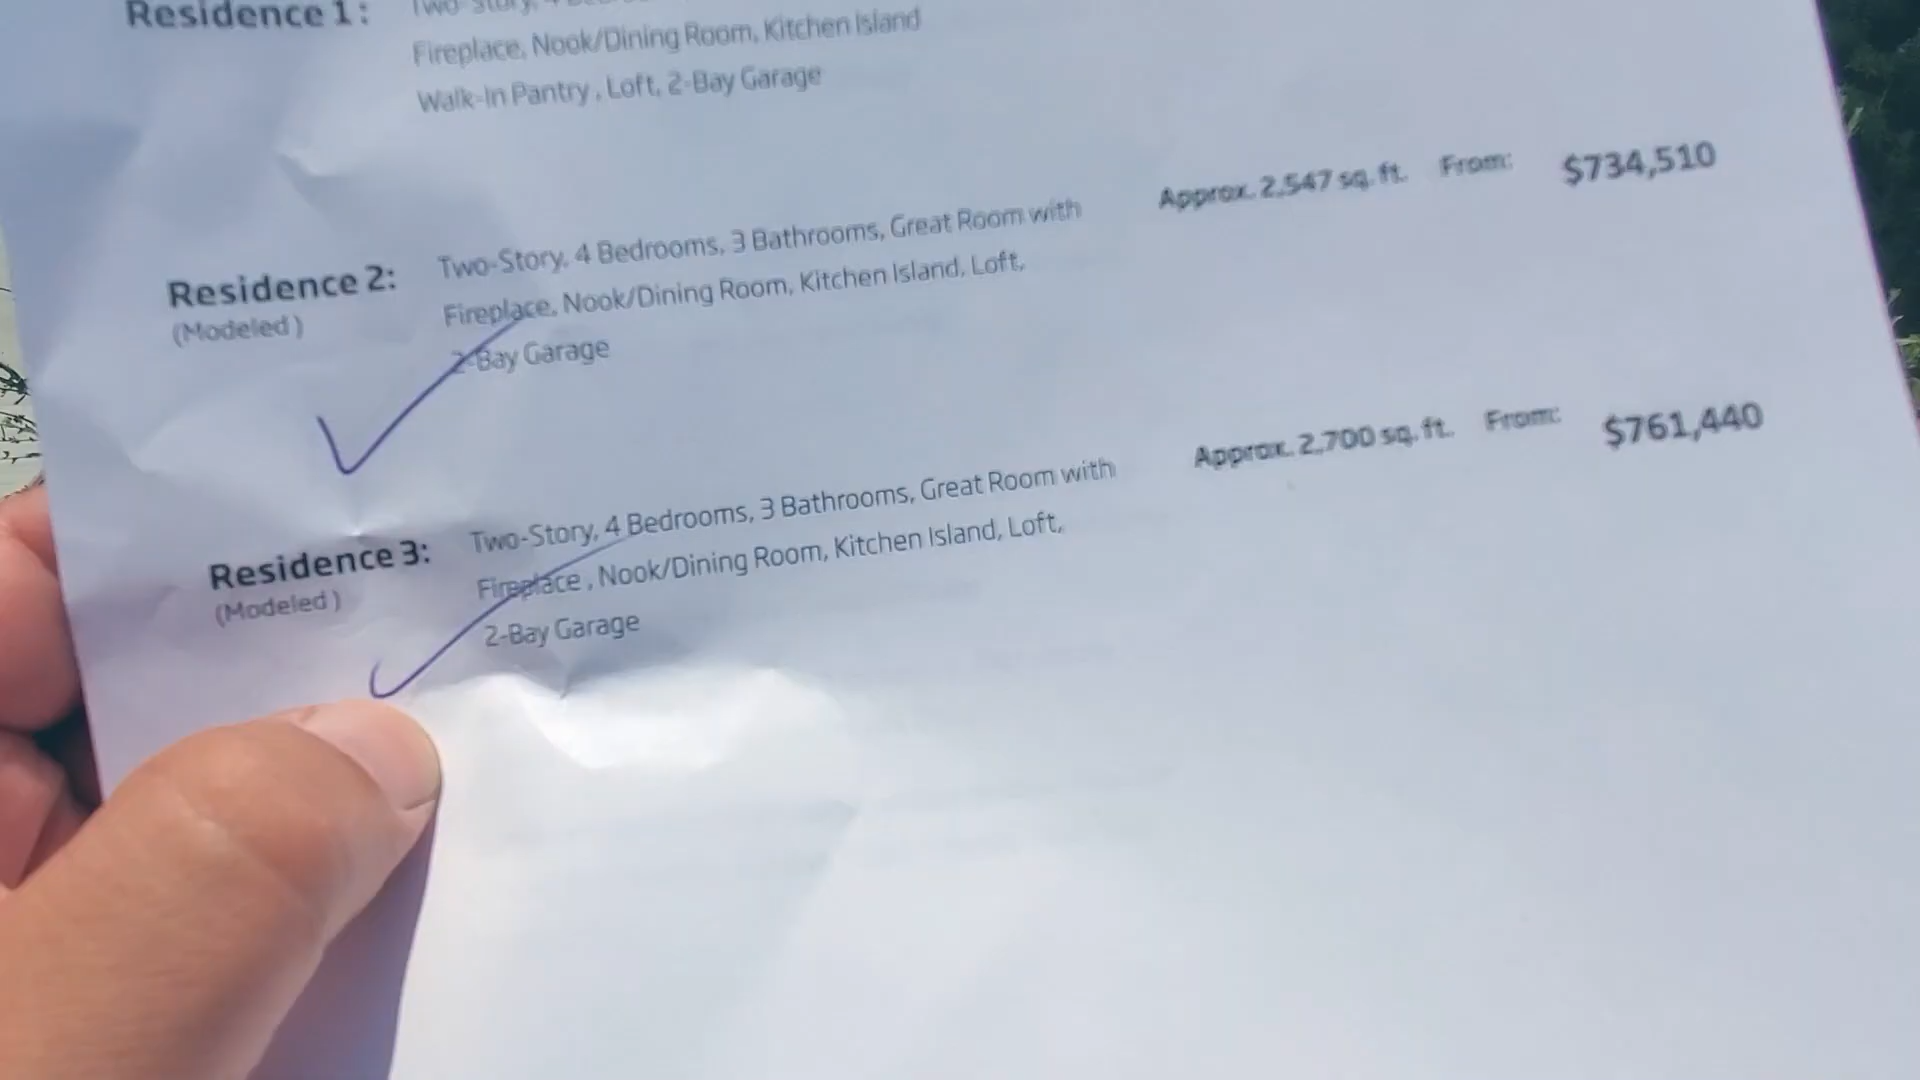 Residence 1: Two-Story, 4
Fireplace, Nook/Dining Room, Kitchen Island
Walk-In Pantry , Loft, 2-Bay Garage
Residence 2: Two-Story, 4 Bedrooms, 3 Bathrooms, Great Room with Approx. 2,547 sq. ft. From: $734,510
(Modeled) Fireplace, Nook/Dining Room, Kitchen Island, Loft,
2-Bay Garage
Residence 3: Two-Story, 4 Bedrooms, 3 Bathrooms, Great Room with Approx. 2,700 sq. ft. From: $761,440
(Modeled) Fireplace , Nook/Dining Room, Kitchen Island, Loft,
2-Bay Garage